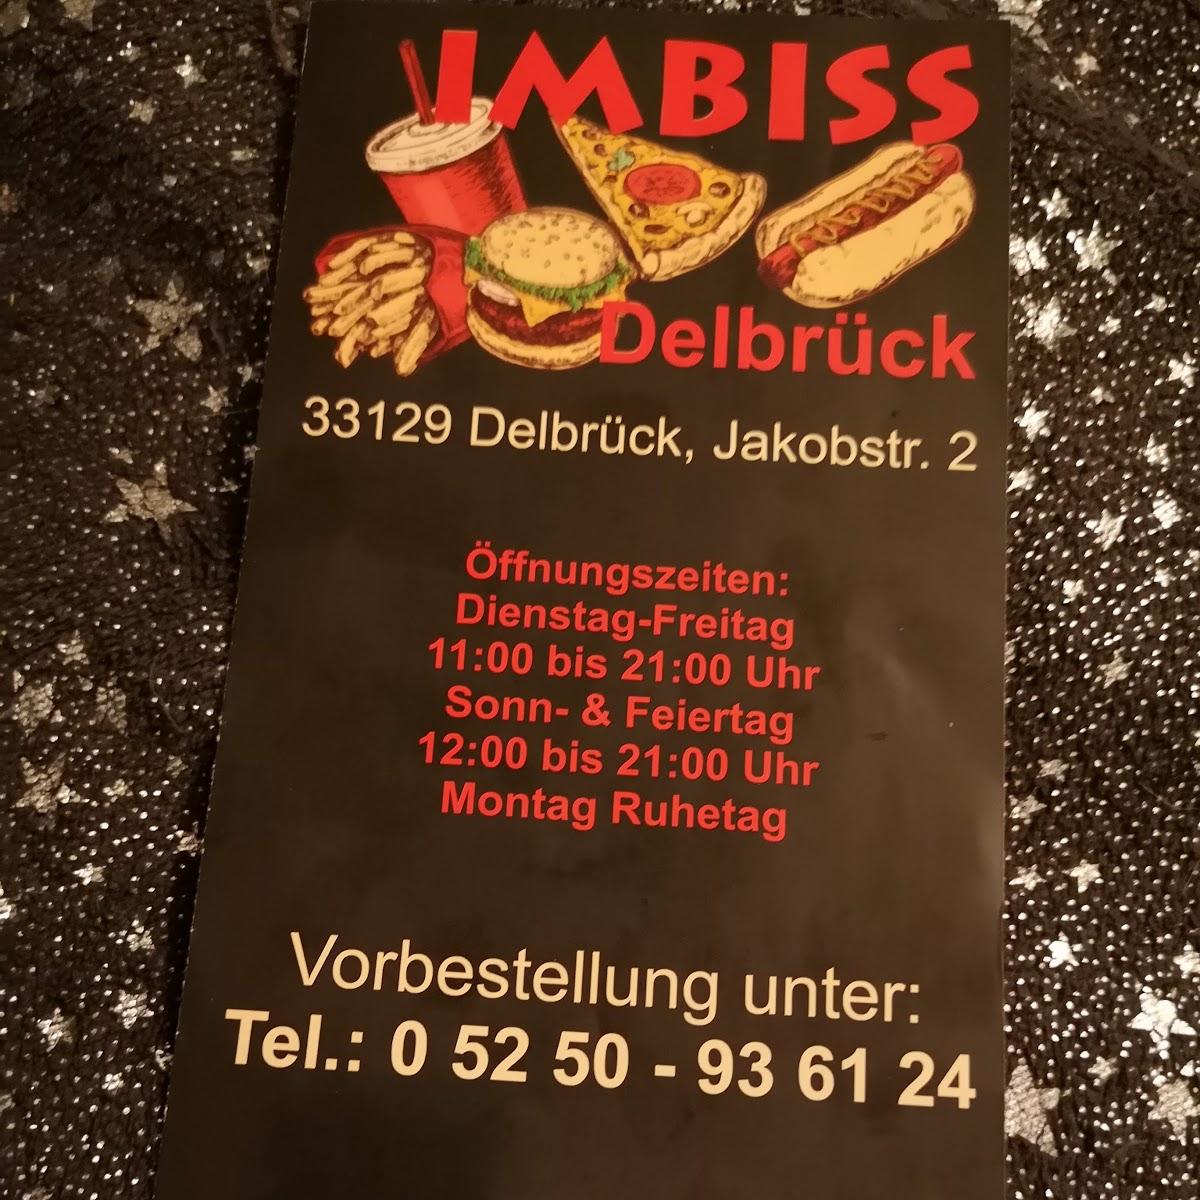 IMBISS
Delbrück
33129 Delbrück, Jakobstr. 2
Öffnungszeiten:
Dienstag-Freitag
11:00 bis 21:00 Uhr
Sonn- & Feiertag
12:00 bis 21:00 Uhr
Montag Ruhetag
Vorbestellung unter:
Tel.: 0 52 50 - 93 61 24